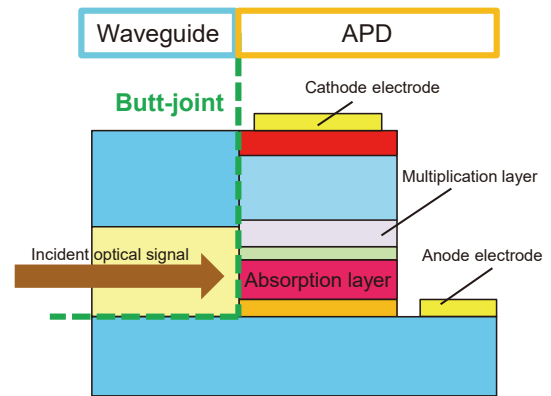 Waveguide
APD
Butt-joint
Cathode electrode
Multiplication layer
Incident optical signal
Anode electrode
Absorption layer